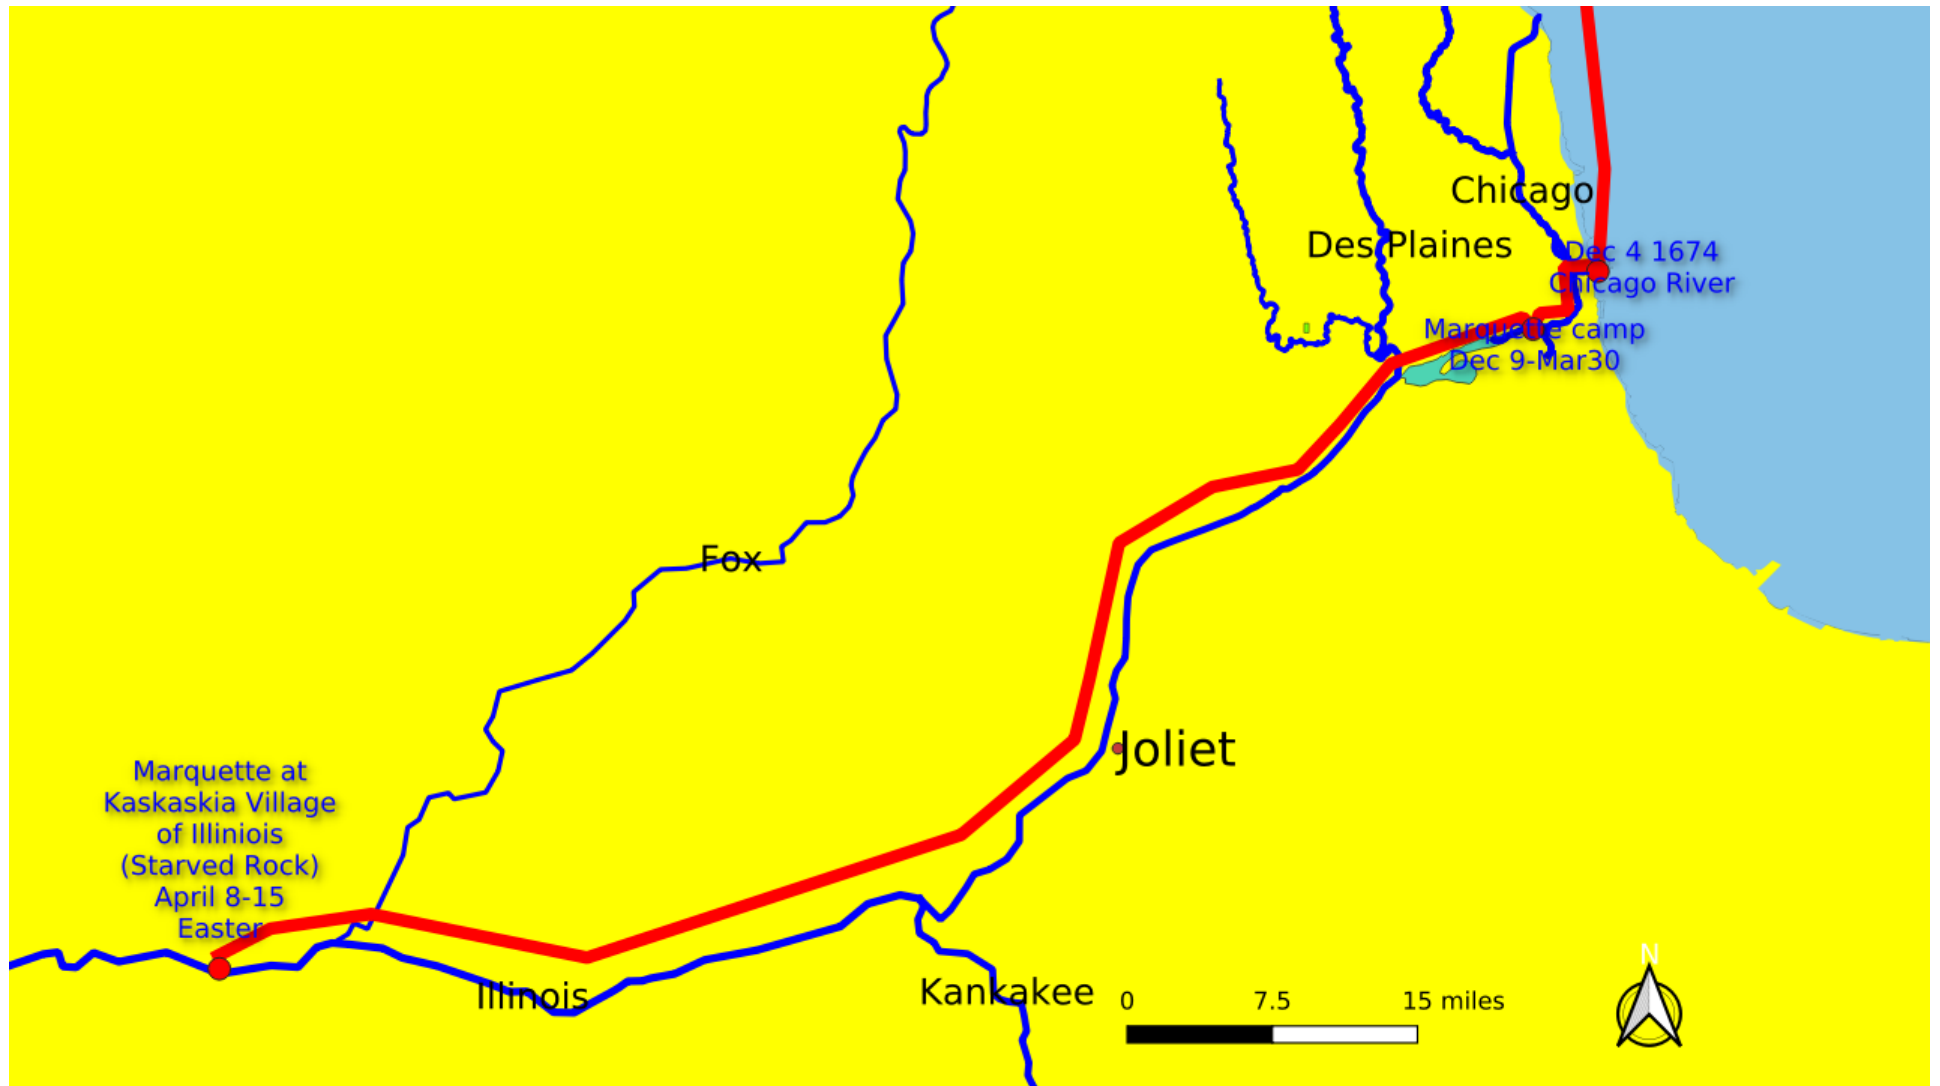 Chicago
Des Plaines
Dec 4 1674
Chicago River
Marquette camp
Dec 9-Mar30
Fox
Joliet
Marquette at
Kaskaskia Village
of Illiniois
(Starved Rock)
April 8-15
Easter
Illinois
Kankakee
0 7.5 15 miles
N